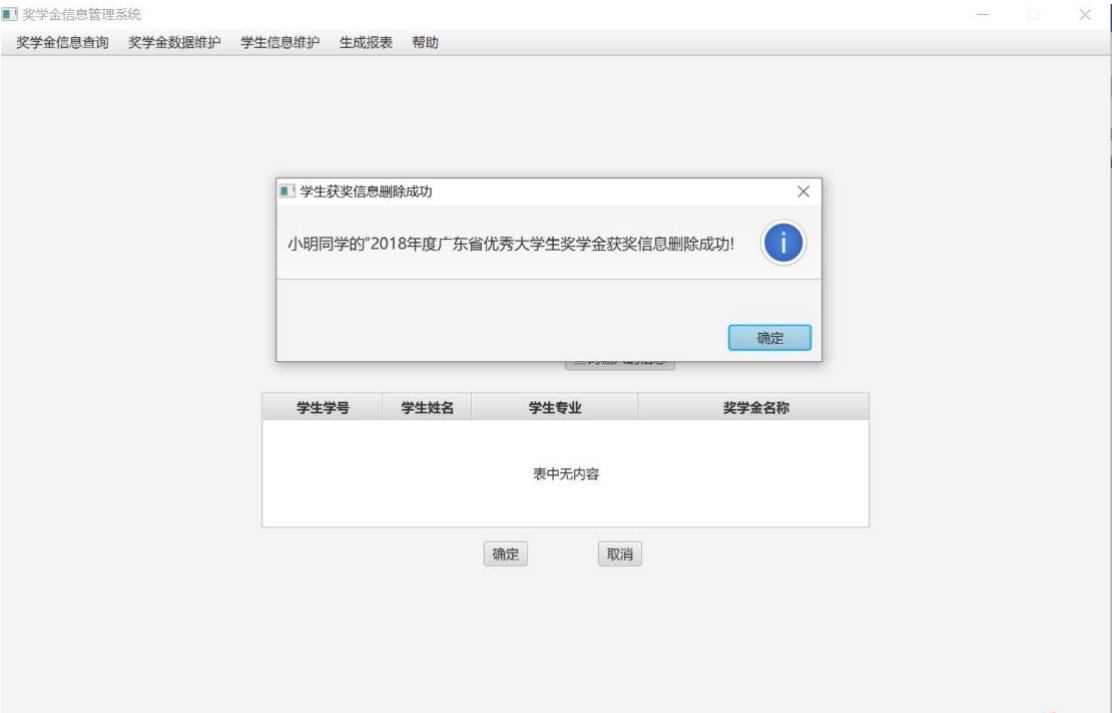 奖学金信息管理系统
奖学金信息查询 奖学金数据维护 学生信息维护 生成报表 帮助
学生获奖信息删除成功
小明同学的"2018年度广东省优秀大学生奖学金获奖信息删除成功!
确定
学生学号 学生姓名 学生专业 奖学金名称
表中无内容
确定 取消